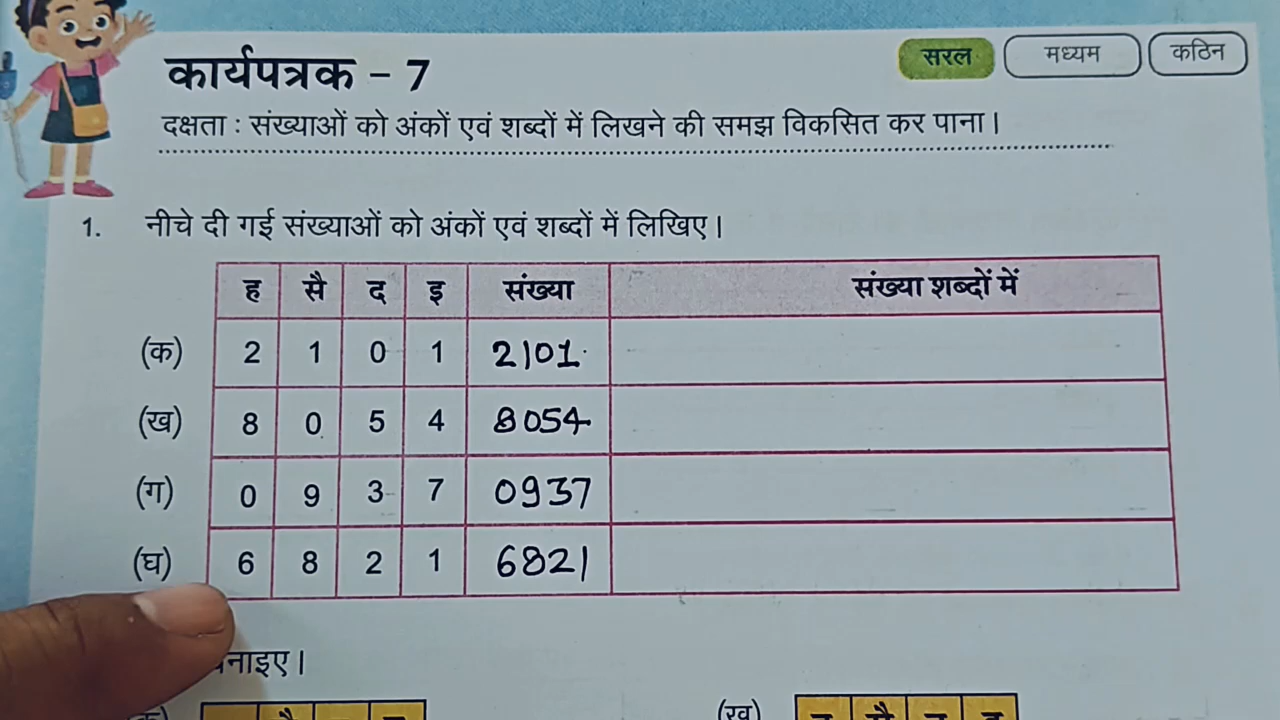 कार्यपत्रक – 7
सरल मध्यम कठिन
दक्षता : संख्याओं को अंकों एवं शब्दों में लिखने की समझ विकसित कर पाना।
1. नीचे दी गई संख्याओं को अंकों एवं शब्दों में लिखिए।
ह सै द इ संख्या संख्या शब्दों में
(क) 2 1 0 1 2101
(ख) 8 0 5 4 8054
(ग) 0 9 3 7 0937
(घ) 6 8 2 1 6821
(ख)